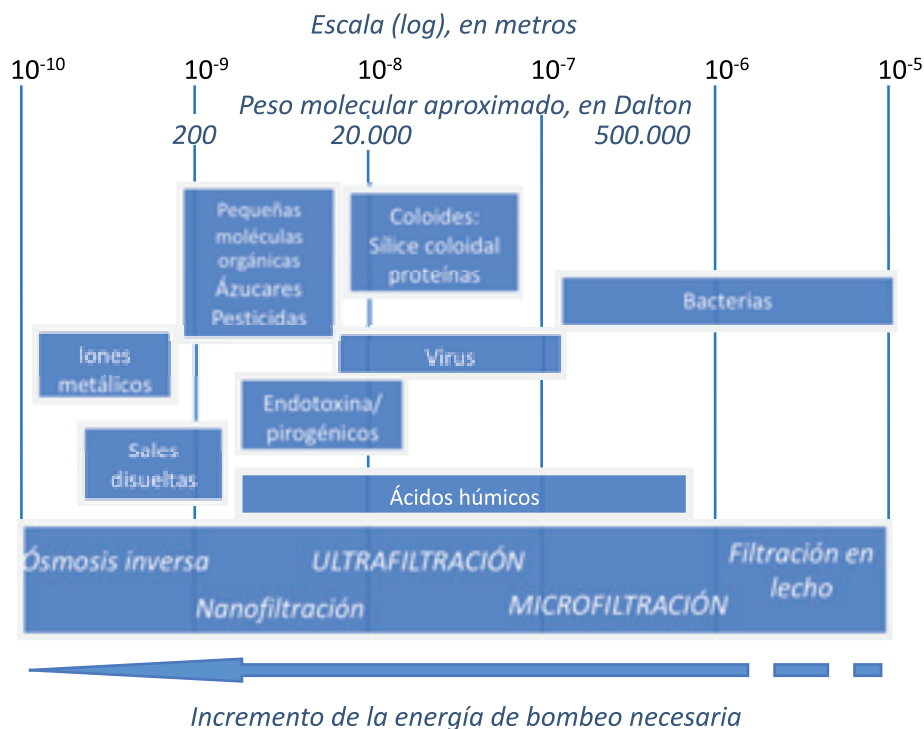 Escala (log), en metros
10⁻¹⁰ 10⁻⁹ 10⁻⁸ 10⁻⁷ 10⁻⁶ 10⁻⁵
Peso molecular aproximado, en Dalton
200 20.000 500.000
Pequeñas
moléculas
orgánicas
Ázucares
Pesticidas
Coloides:
Sílice coloidal
proteínas
Bacterias
Iones
metálicos
Virus
Endotoxina/
pirogénicos
Sales
disueltas
Ácidos húmicos
Ósmosis inversa
Nanofiltración
ULTRAFILTRACIÓN
MICROFILTRACIÓN
Filtración en
lecho
Incremento de la energía de bombeo necesaria